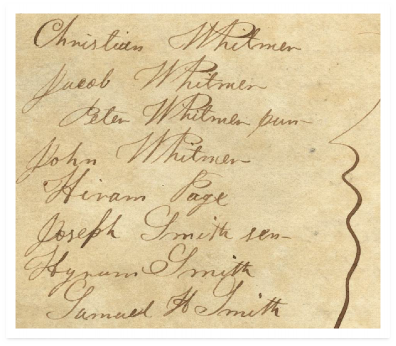 Christian Whitmer
Jacob Whitmer
Peter Whitmer jun-
John Whitmer
Hiram Page
Joseph Smith sen-
Hyrum Smith
Samuel H Smith